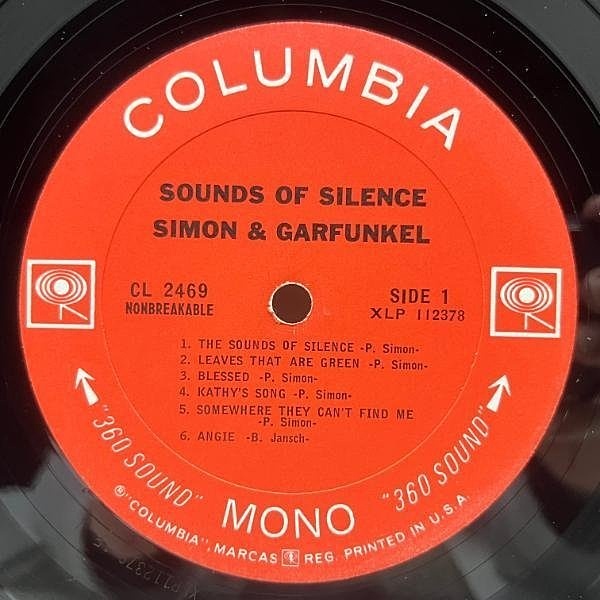 COLUMBIA
SOUNDS OF SILENCE
SIMON & GARFUNKEL
CL 2469
NONBREAKABLE
SIDE 1
XLP 112378
1. THE SOUNDS OF SILENCE -P. Simon-
2. LEAVES THAT ARE GREEN -P. Simon-
3. BLESSED -P. Simon-
4. KATHY'S SONG -P. Simon-
5. SOMEWHERE THEY CAN'T FIND ME
-P. Simon-
6. ANGIE -B. Jansch-
"360 SOUND" MONO "360 SOUND"
® "COLUMBIA", MARCAS REG. PRINTED IN U.S.A.